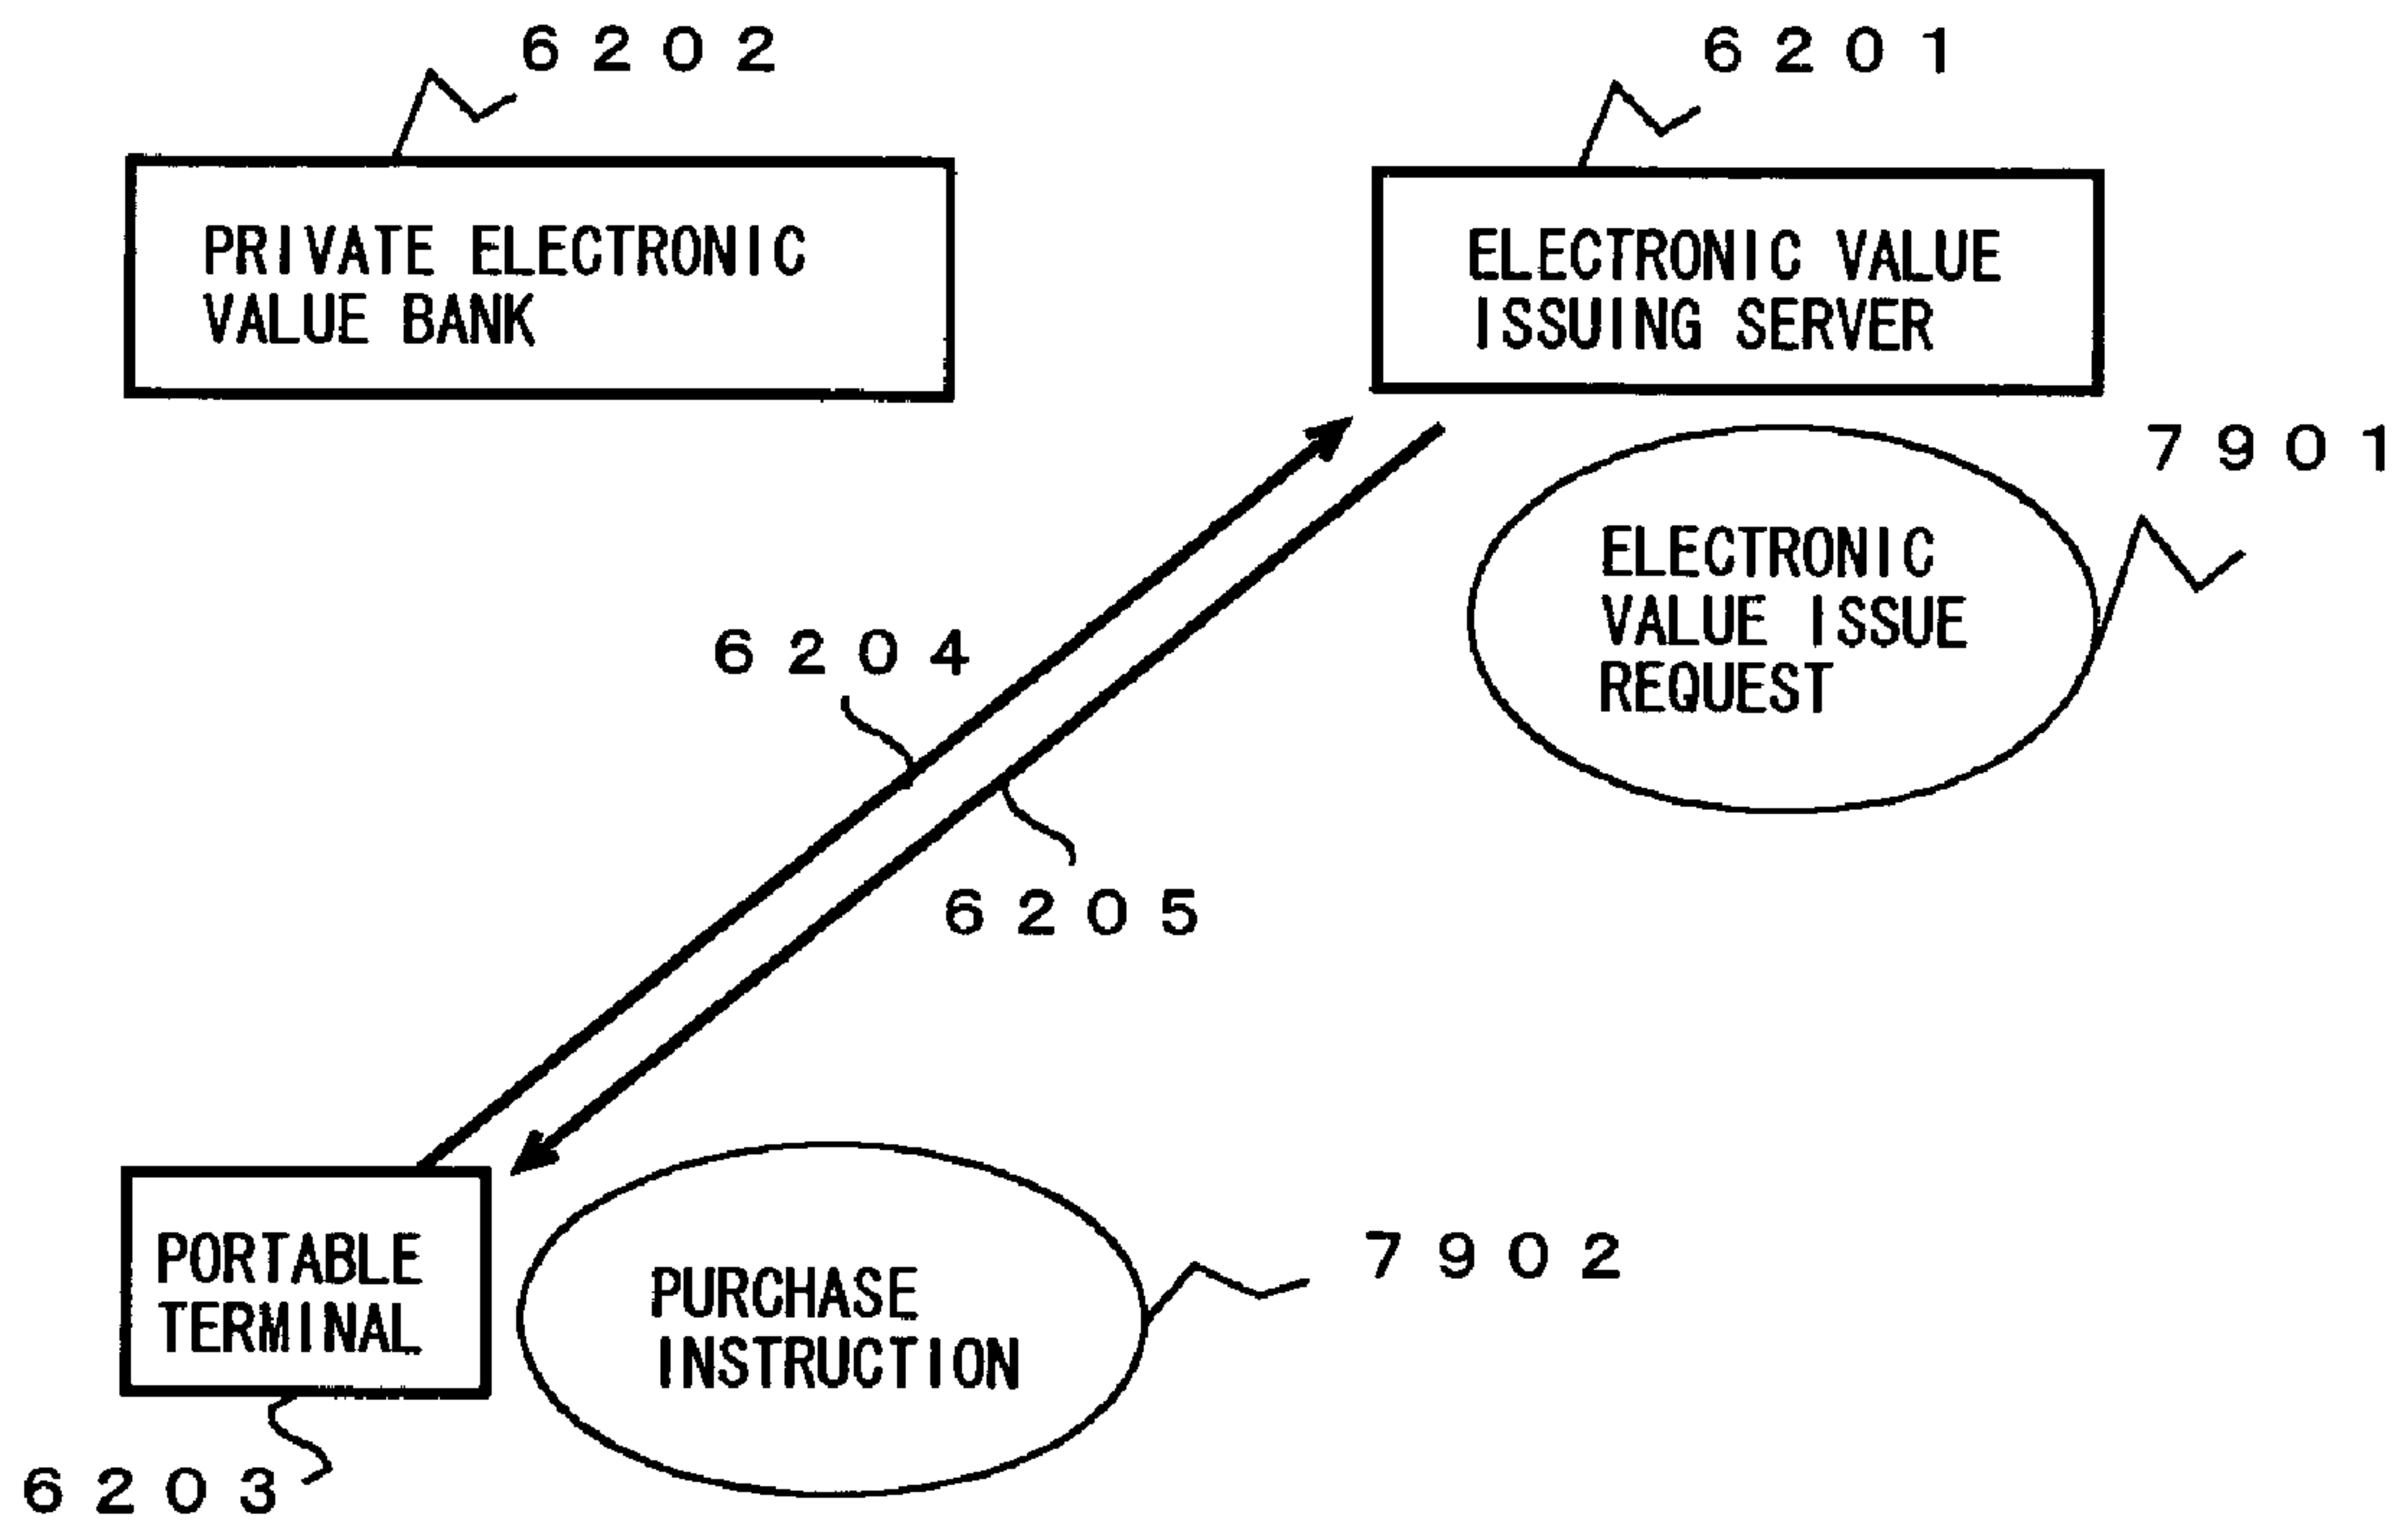 6202
6201
PRIVATE ELECTRONIC
VALUE BANK
ELECTRONIC VALUE
ISSUING SERVER
7901
ELECTRONIC
VALUE ISSUE
REQUEST
6204
6205
PORTABLE
TERMINAL
PURCHASE
INSTRUCTION
7902
6203